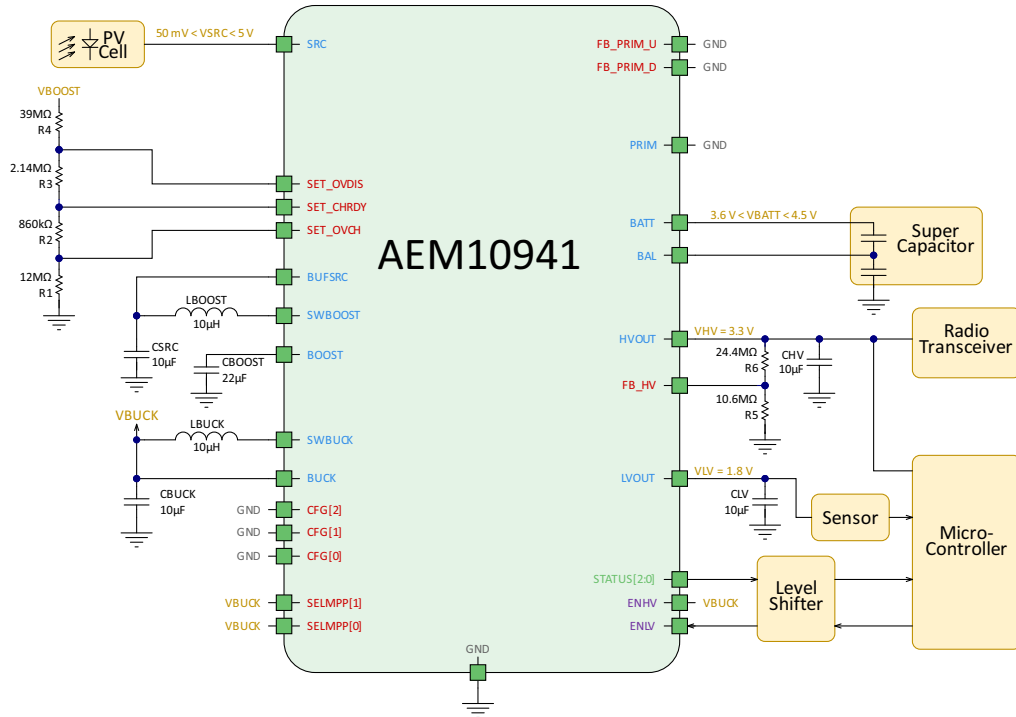 PV
Cell
50 mV < VSRC < 5 V
SRC
VBOOST
39MΩ
R4
2.14MΩ
R3
860kΩ
R2
12MΩ
R1
SET_OVDIS
SET_CHRDY
SET_OVCH
BUFSRC
LBOOST
10µH
SWBOOST
CSRC
10µF
CBOOST
22µF
BOOST
VBUCK
LBUCK
10µH
SWBUCK
BUCK
CBUCK
10µF
GND
CFG[2]
GND
CFG[1]
GND
CFG[0]
VBUCK
SELMPP[1]
VBUCK
SELMPP[0]
AEM10941
GND
FB_PRIM_U
GND
FB_PRIM_D
GND
PRIM
GND
BATT
3.6 V < VBATT < 4.5 V
BAL
Super
Capacitor
HVOUT
VHV = 3.3 V
24.4MΩ
R6
CHV
10µF
Radio
Transceiver
FB_HV
10.6MΩ
R5
LVOUT
VLV = 1.8 V
CLV
10µF
Sensor
Micro-
Controller
STATUS[2:0]
Level
Shifter
ENHV
VBUCK
ENLV